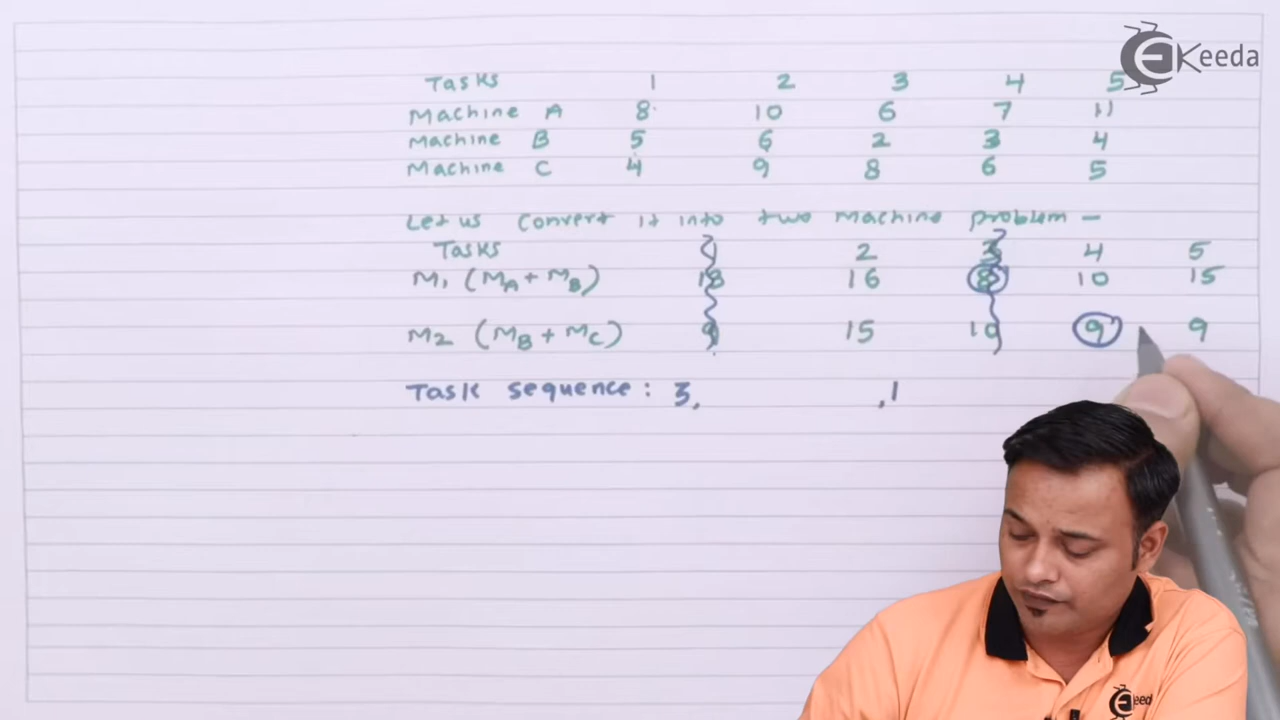 EKeeda
Tasks 1 2 3 4 5
Machine A 8 10 6 7 11
Machine B 5 6 2 3 4
Machine C 4 9 8 6 5
Let us convert it into two Machine problem -
Tasks 1 2 3 4 5
M1 (MA + MB) 18 16 8 10 15
M2 (MB + MC) 9 15 10 9 9
Task sequence : 3, ,1
EKeeda